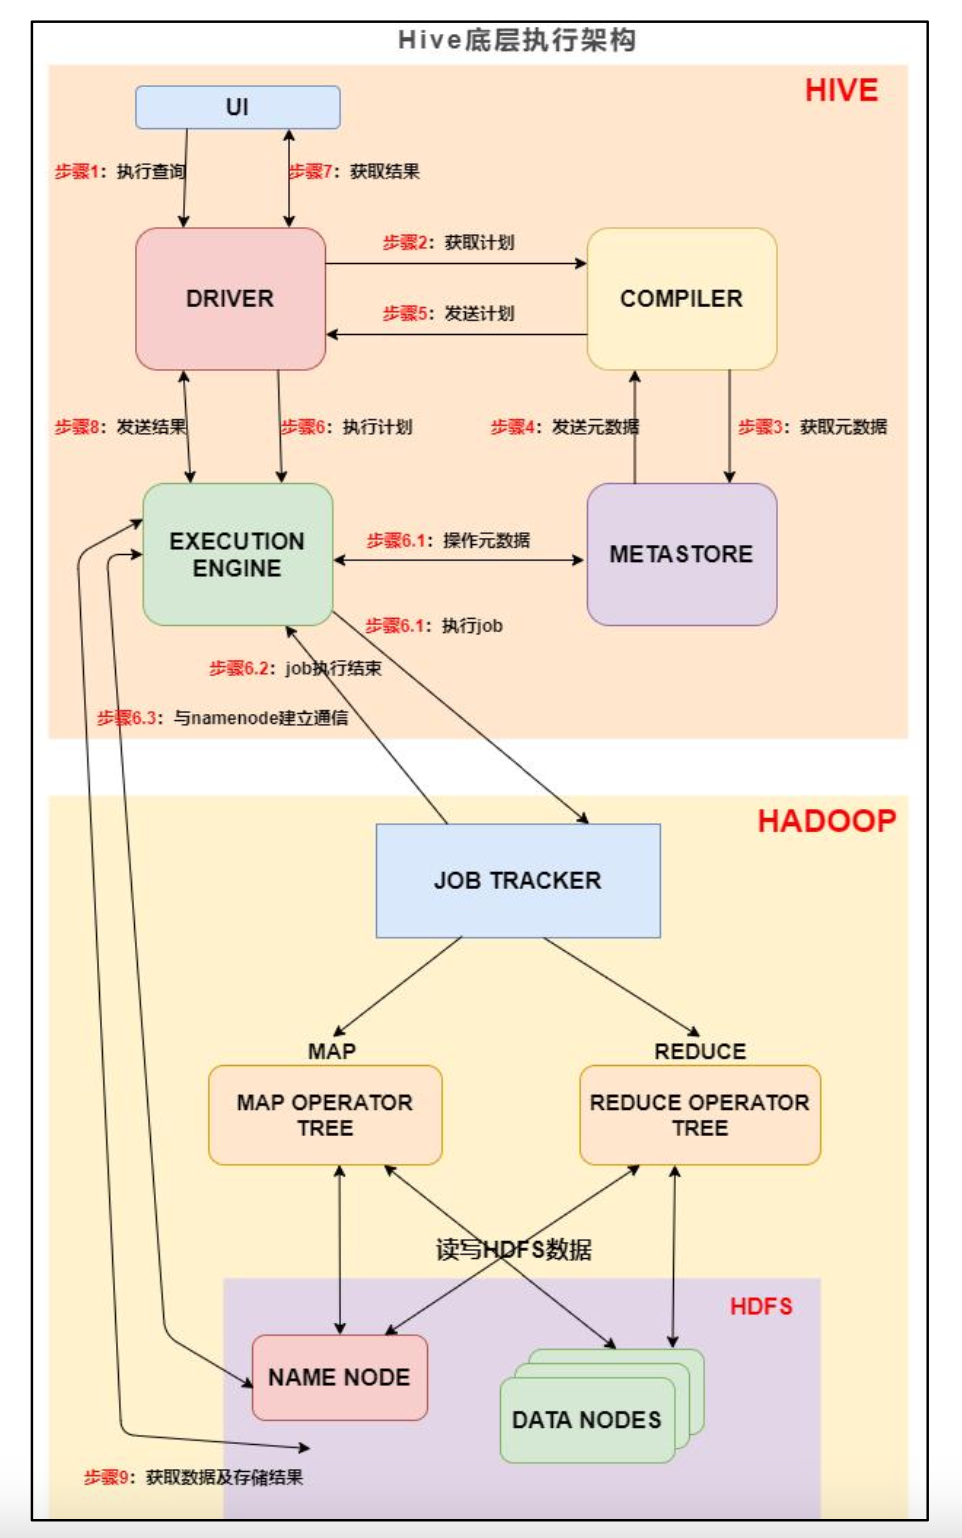 Hive底层执行架构
HIVE
UI
步骤1：执行查询
步骤7：获取结果
步骤2：获取计划
DRIVER
COMPILER
步骤5：发送计划
步骤8：发送结果
步骤6：执行计划
步骤4：发送元数据
步骤3：获取元数据
EXECUTION
ENGINE
步骤6.1：操作元数据
METASTORE
步骤6.1：执行job
步骤6.2：job执行结束
步骤6.3：与namenode建立通信
HADOOP
JOB TRACKER
MAP
REDUCE
MAP OPERATOR
TREE
REDUCE OPERATOR
TREE
读写HDFS数据
HDFS
NAME NODE
DATA NODES
步骤9：获取数据及存储结果